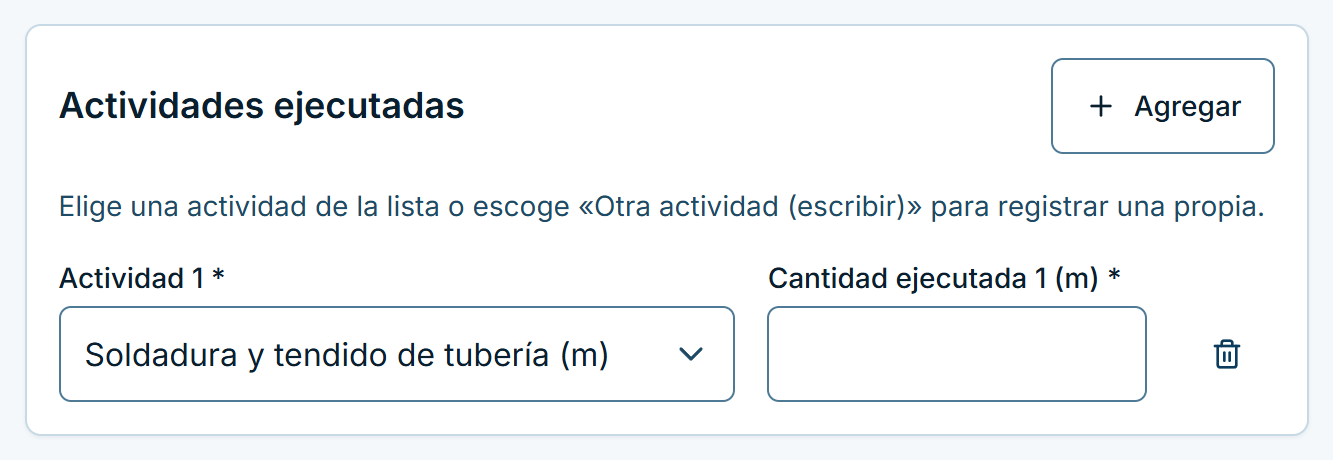 Actividades ejecutadas
Agregar
Elige una actividad de la lista o escoge «Otra actividad (escribir)» para registrar una propia.
Actividad 1 *
Cantidad ejecutada 1 (m) *
Soldadura y tendido de tubería (m)